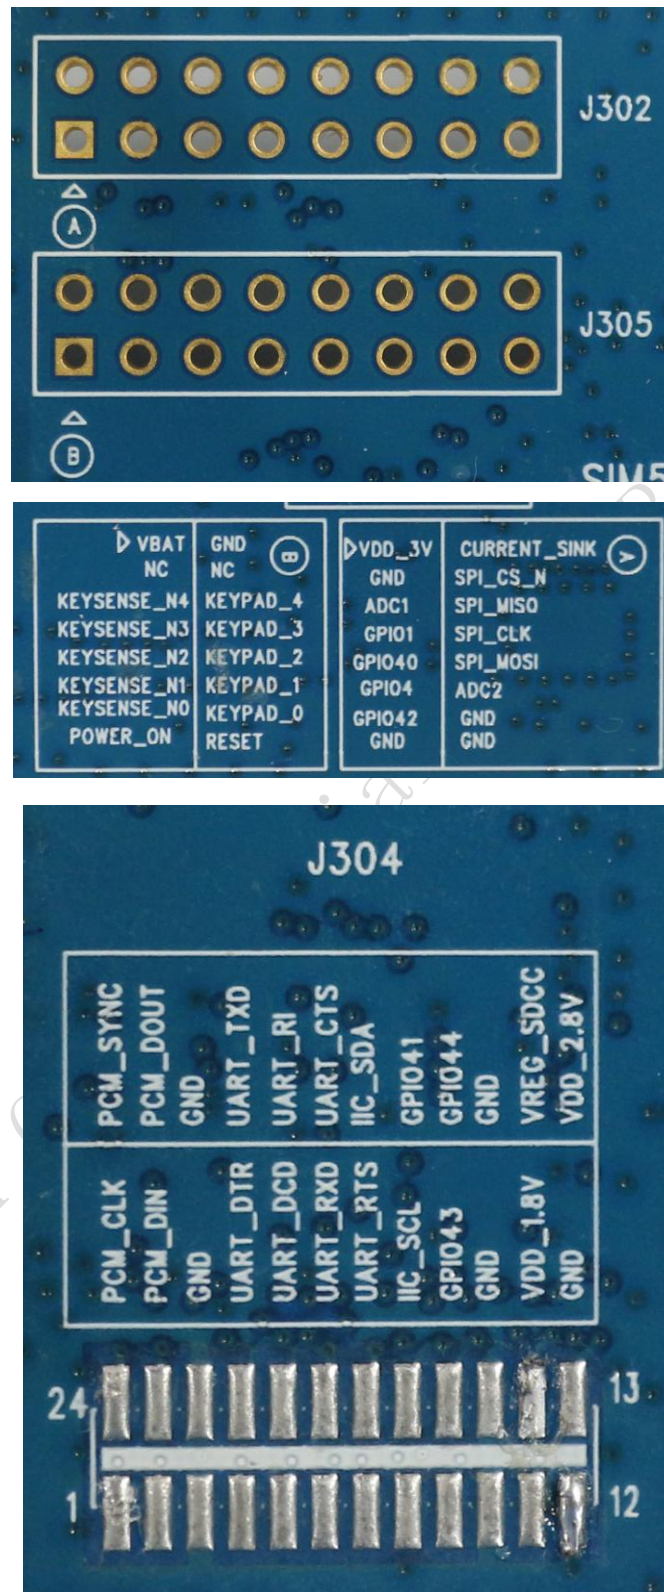 J302
A
J305
B
SIM5
VBAT GND B
NC NC
KEYSENSE_N4 KEYPAD_4
KEYSENSE_N3 KEYPAD_3
KEYSENSE_N2 KEYPAD_2
KEYSENSE_N1 KEYPAD_1
KEYSENSE_N0 KEYPAD_0
POWER_ON RESET
VDD_3V CURRENT_SINK A
GND SPI_CS_N
ADC1 SPI_MISO
GPIO1 SPI_CLK
GPIO40 SPI_MOSI
GPIO4 ADC2
GPIO42 GND
GND GND
J304
PCM_SYNC
PCM_DOUT
GND
UART_TXD
UART_RI
UART_CTS
IIC_SDA
GPIO41
GPIO44
GND
VREG_SDCC
VDD_2.8V
PCM_CLK
PCM_DIN
GND
UART_DTR
UART_DCD
UART_RXD
UART_RTS
IIC_SCL
GPIO43
GND
VDD_1.8V
GND
24 13
1 12